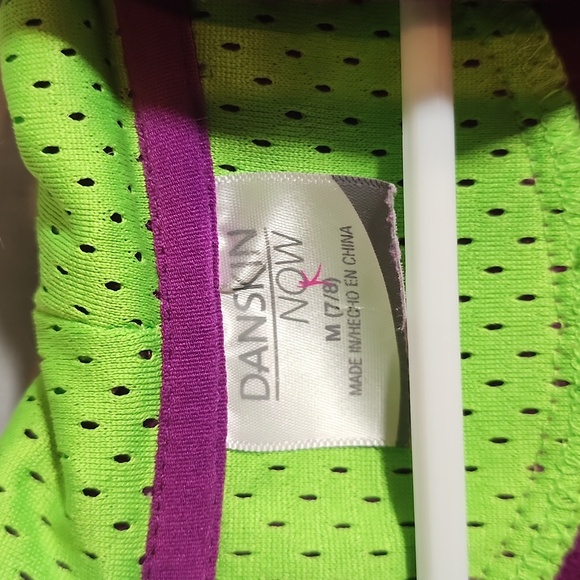 DANSKIN
NOW
M (7/8)
MADE IN/HECHO EN CHINA